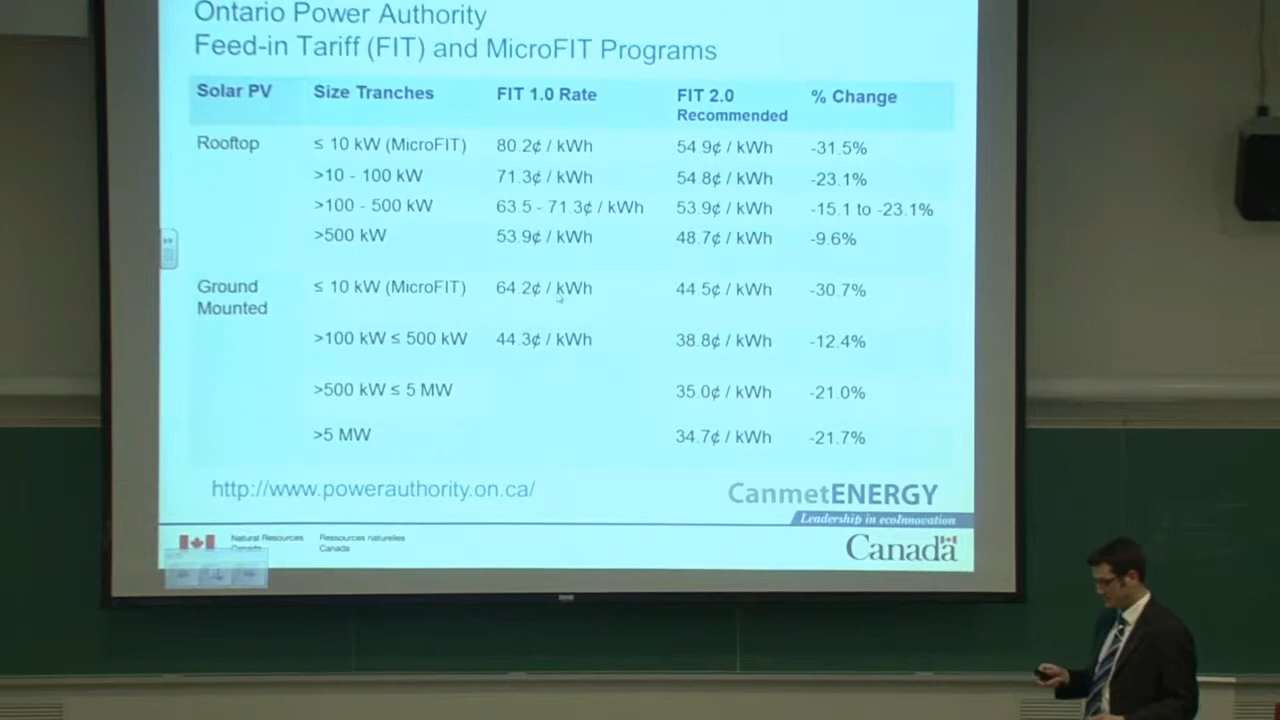 Ontario Power Authority
Feed-in Tariff (FIT) and MicroFIT Programs
Solar PV Size Tranches FIT 1.0 Rate FIT 2.0 Recommended % Change
Rooftop ≤ 10 kW (MicroFIT) 80.2¢ / kWh 54.9¢ / kWh -31.5%
>10 - 100 kW 71.3¢ / kWh 54.8¢ / kWh -23.1%
>100 - 500 kW 63.5 - 71.3¢ / kWh 53.9¢ / kWh -15.1 to -23.1%
>500 kW 53.9¢ / kWh 48.7¢ / kWh -9.6%
Ground Mounted ≤ 10 kW (MicroFIT) 64.2¢ / kWh 44.5¢ / kWh -30.7%
>100 kW ≤ 500 kW 44.3¢ / kWh 38.8¢ / kWh -12.4%
>500 kW ≤ 5 MW 35.0¢ / kWh -21.0%
>5 MW 34.7¢ / kWh -21.7%
http://www.powerauthority.on.ca/
CanmetENERGY
Leadership in ecoInnovation
Natural Resources Canada
Ressources naturelles Canada
Canada